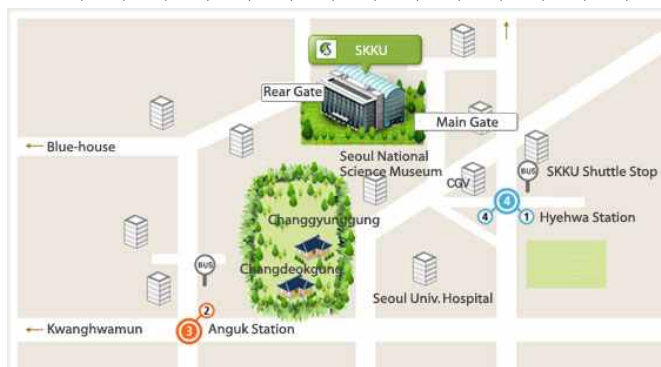 SKKU
Rear Gate
Main Gate
Blue-house
Seoul National
Science Museum
BUS
SKKU Shuttle Stop
CGV
4
4
1
Hyehwa Station
Changgyunggung
BUS
Changdeokgung
Seoul Univ. Hospital
2
3
Kwanghwamun
Anguk Station